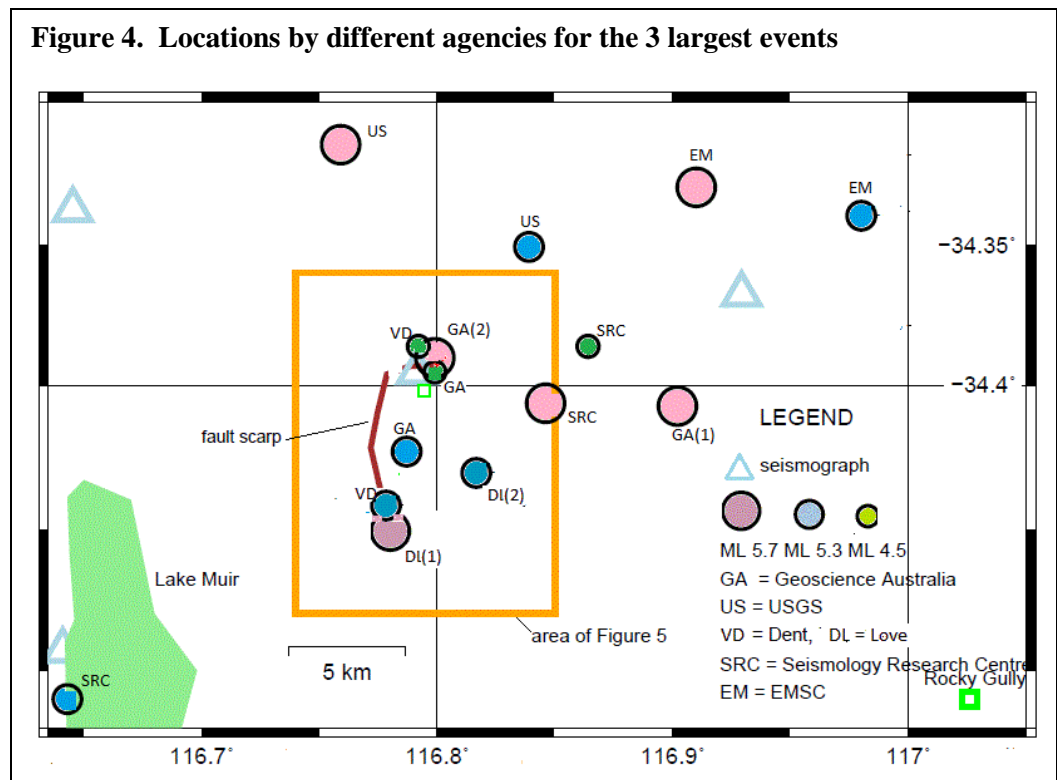 Figure 4. Locations by different agencies for the 3 largest events
US
EM
EM
US
−34.35˚
VD
GA(2)
SRC
GA
−34.4˚
SRC
GA(1)
LEGEND
fault scarp
GA
seismograph
VD
Dl(2)
Dl(1)
ML 5.7 ML 5.3 ML 4.5
GA = Geoscience Australia
Lake Muir
US = USGS
area of Figure 5
VD = Dent, DL = Love
5 km
SRC = Seismology Research Centre
SRC
Rocky Gully
EM = EMSC
116.7˚ 116.8˚ 116.9˚ 117˚